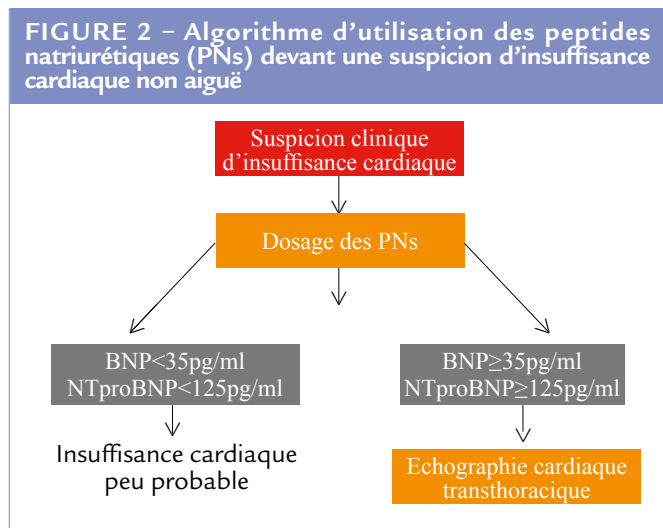 FIGURE 2 – Algorithme d'utilisation des peptides
natriurétiques (PNs) devant une suspicion d'insuffisance
cardiaque non aiguë
Suspicion clinique
d'insuffisance cardiaque
Dosage des PNs
BNP<35pg/ml
NTproBNP<125pg/ml
BNP≥35pg/ml
NTproBNP≥125pg/ml
Insuffisance cardiaque
peu probable
Echographie cardiaque
transthoracique